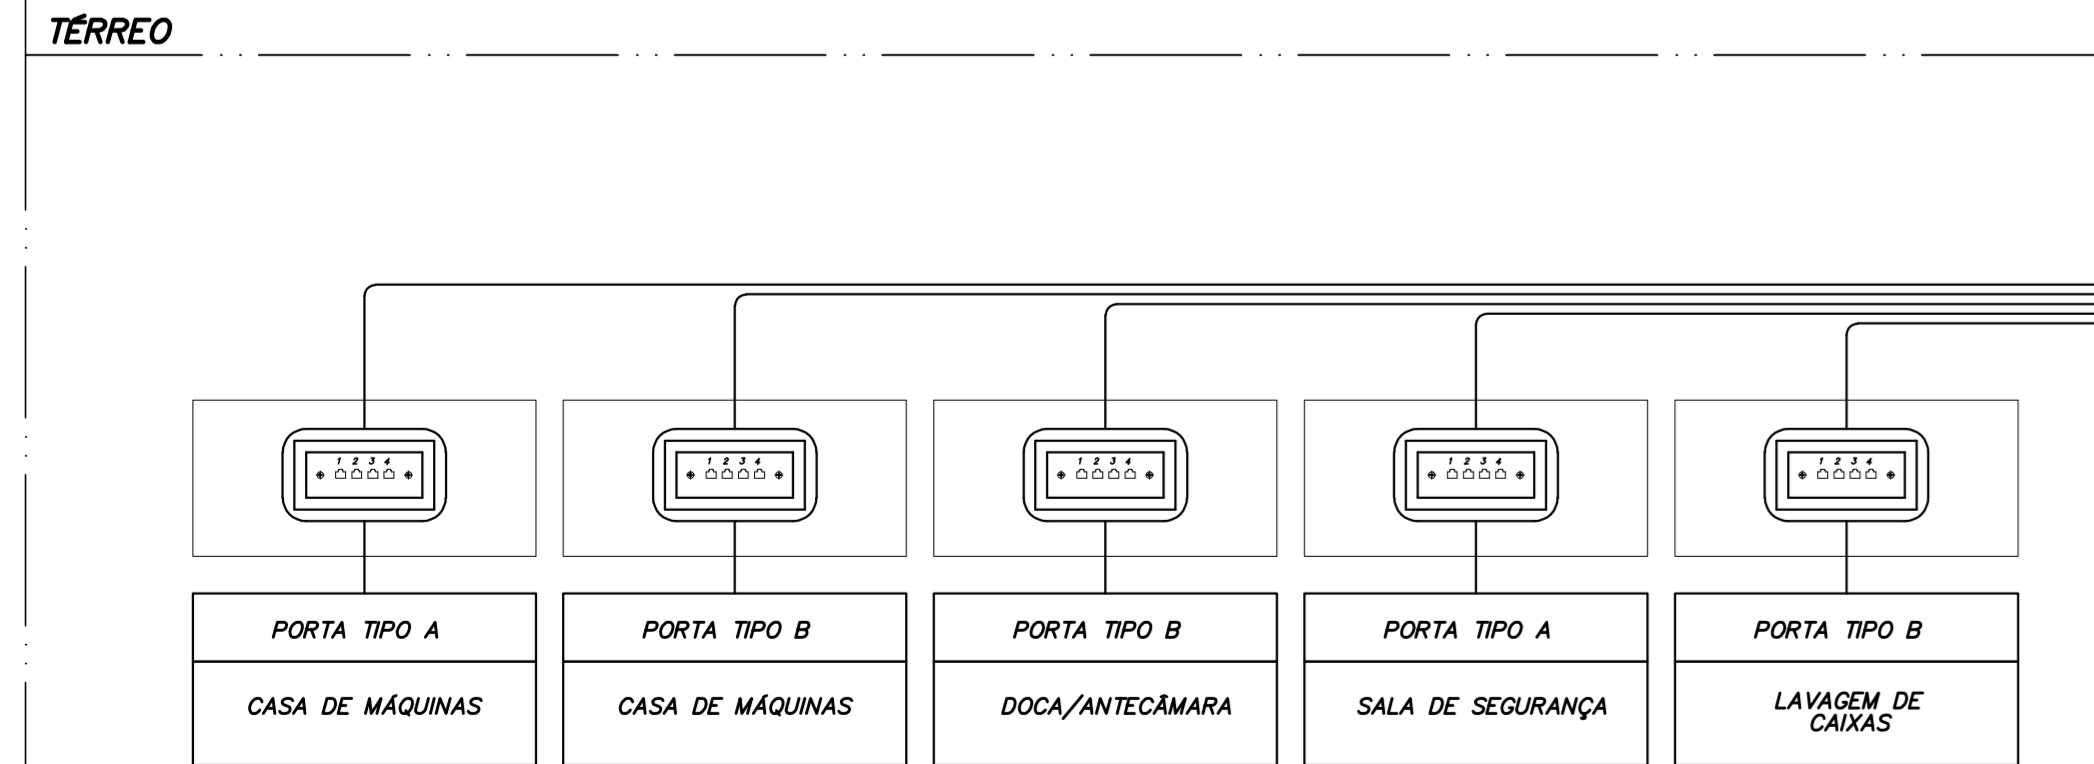 TÉRREO
1 2 3 4
1 2 3 4
1 2 3 4
1 2 3 4
1 2 3 4
PORTA TIPO A
PORTA TIPO B
PORTA TIPO B
PORTA TIPO A
PORTA TIPO B
CASA DE MÁQUINAS
CASA DE MÁQUINAS
DOCA/ANTECÂMARA
SALA DE SEGURANÇA
LAVAGEM DE
CAIXAS